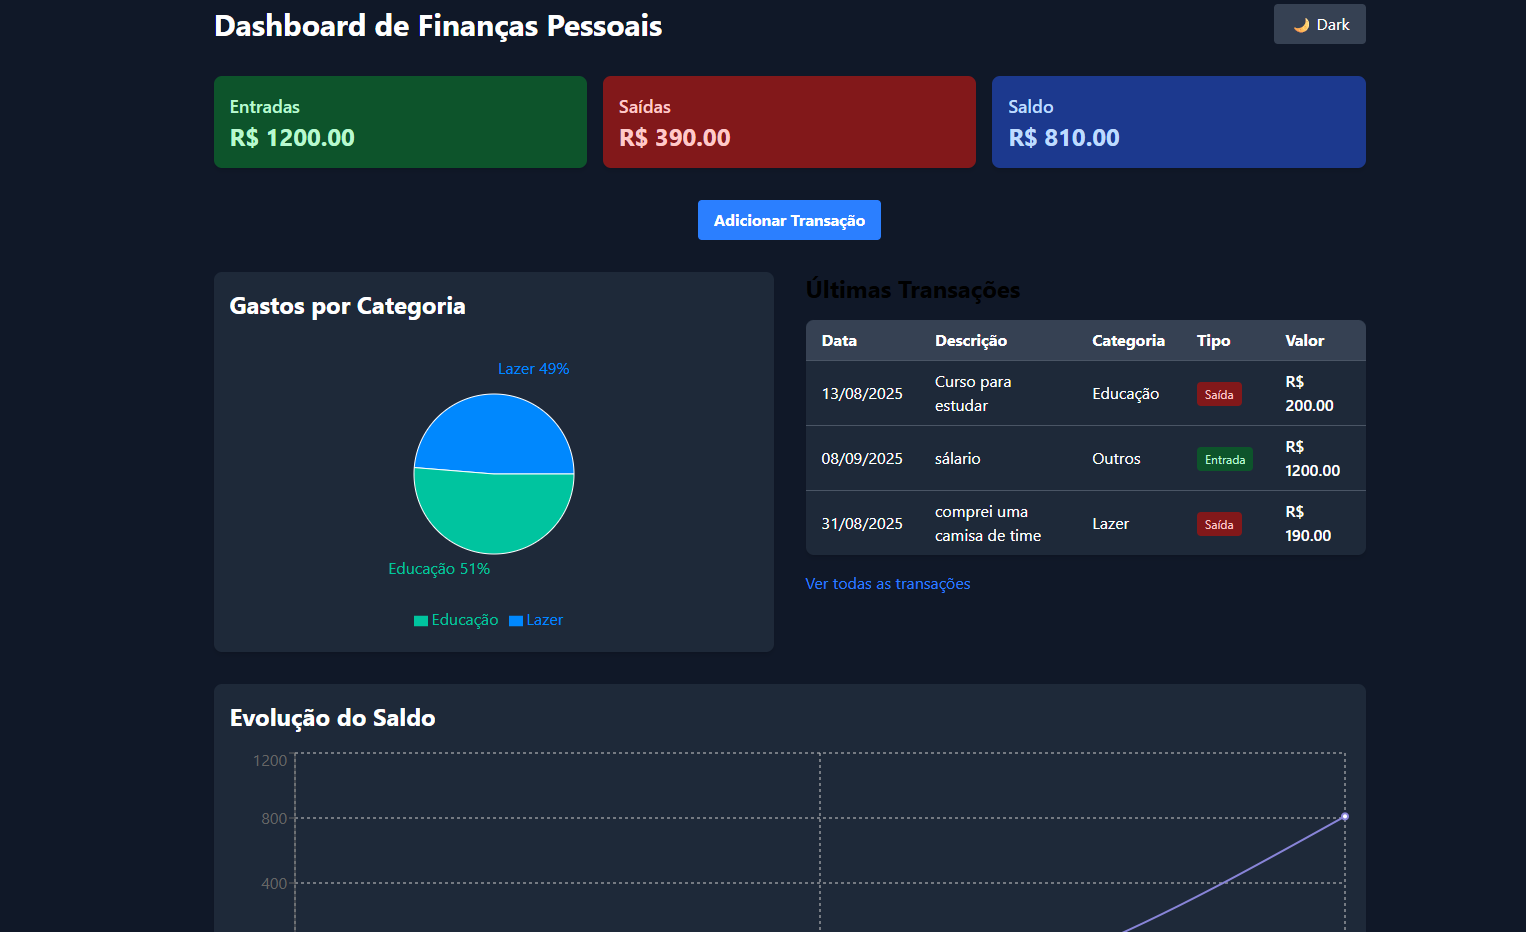 Dashboard de Finanças Pessoais
🌙 Dark
Entradas
R$ 1200.00
Saídas
R$ 390.00
Saldo
R$ 810.00
Adicionar Transação
Gastos por Categoria
Lazer 49%
Educação 51%
Educação Lazer
Últimas Transações
Data Descrição Categoria Tipo Valor
13/08/2025 Curso para estudar Educação Saída R$ 200.00
08/09/2025 sálario Outros Entrada R$ 1200.00
31/08/2025 comprei uma camisa de time Lazer Saída R$ 190.00
Ver todas as transações
Evolução do Saldo
1200
800
400